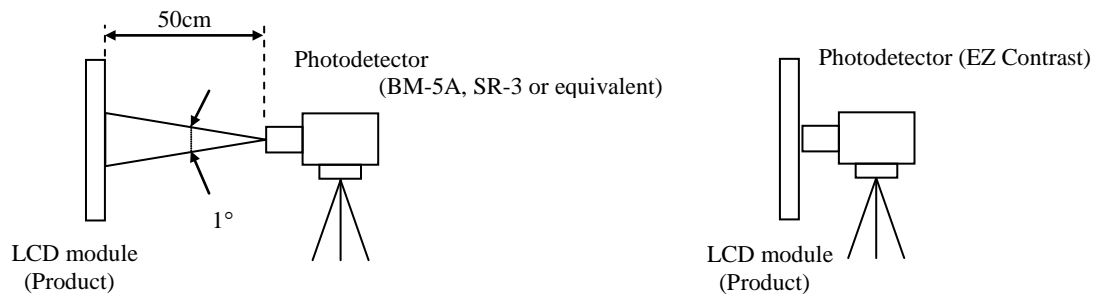 50cm
Photodetector
(BM-5A, SR-3 or equivalent)
1°
LCD module
(Product)
Photodetector (EZ Contrast)
LCD module
(Product)